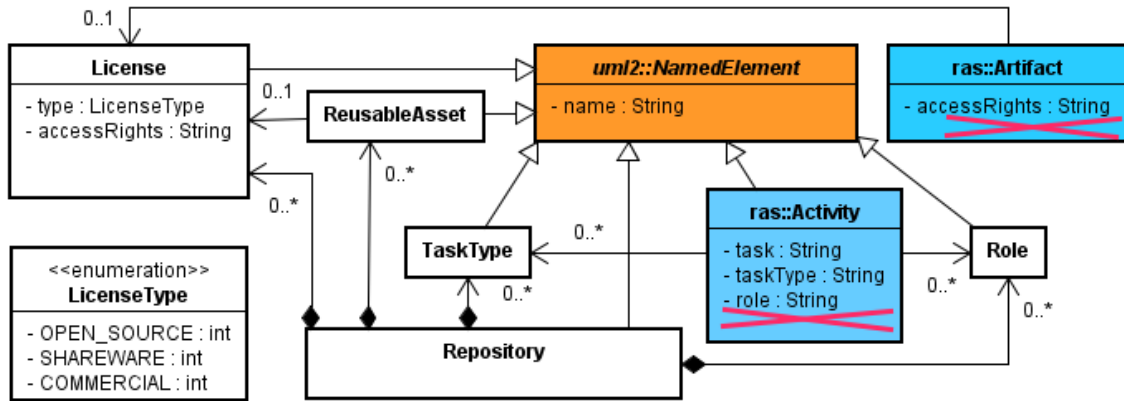 0..1
License
- type : LicenseType
- accessRights : String
uml2::NamedElement
- name : String
ras::Artifact
- accessRights : String
0..1
ReusableAsset
0..*
0..*
ras::Activity
- task : String
- taskType : String
- role : String
TaskType
0..*
0..*
Role
0..*
0..*
<<enumeration>>
LicenseType
- OPEN_SOURCE : int
- SHAREWARE : int
- COMMERCIAL : int
Repository